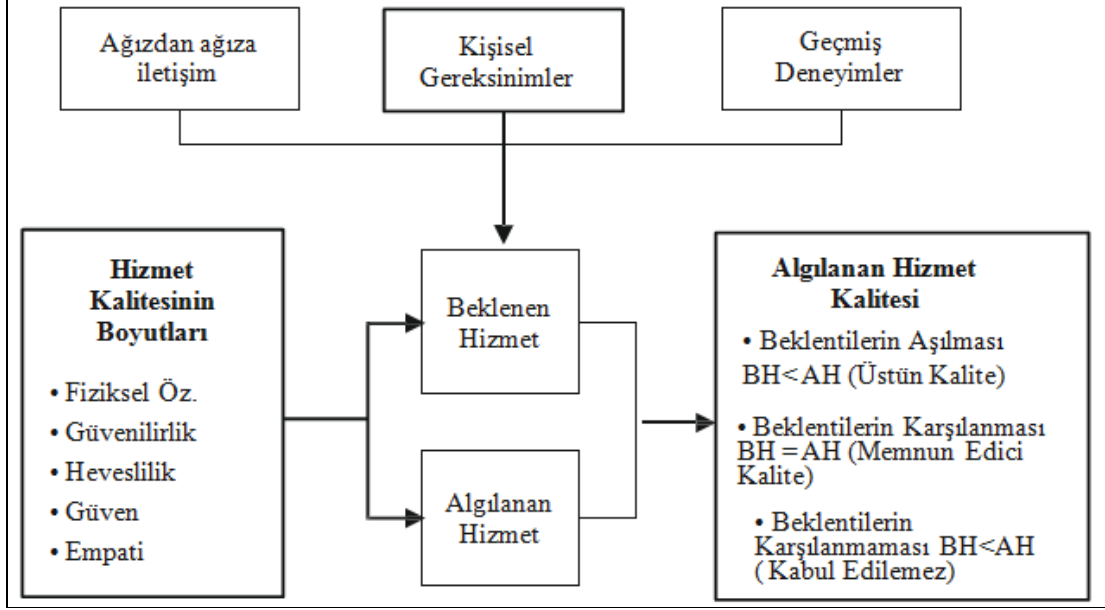 Ağızdan ağıza
iletişim
Kişisel
Gereksinimler
Geçmiş
Deneyimler
Hizmet
Kalitesinin
Boyutları
• Fiziksel Öz.
• Güvenilirlik
• Heveslilik
• Güven
• Empati
Beklenen
Hizmet
Algılanan
Hizmet
Algılanan Hizmet
Kalitesi
• Beklentilerin Aşılması
BH<AH (Üstün Kalite)
• Beklentilerin Karşılanması
BH =AH (Memnun Edici
Kalite)
• Beklentilerin
Karşılanmaması BH<AH
( Kabul Edilemez)